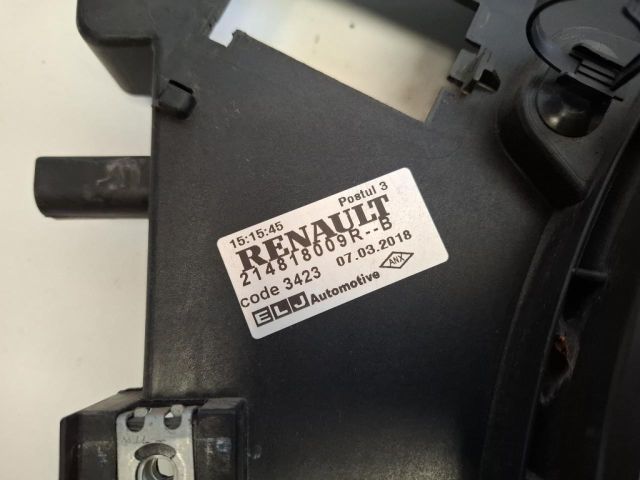 15:15:45 Postul 3
RENAULT
214818009R--B
code 3423 07.03.2018
ELJ Automotive ANX